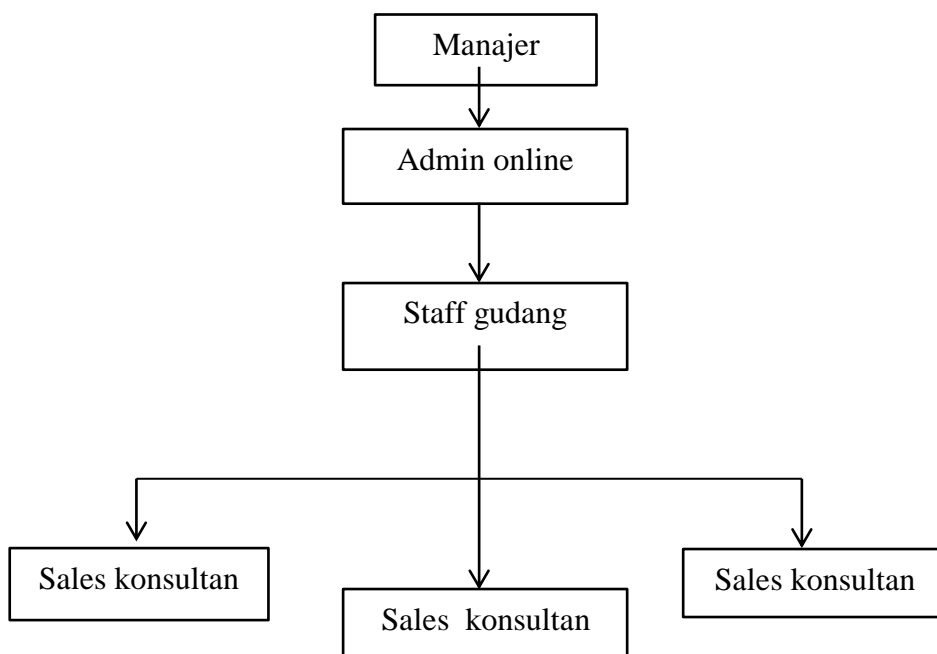 Manajer
Admin online
Staff gudang
Sales konsultan
Sales konsultan
Sales konsultan